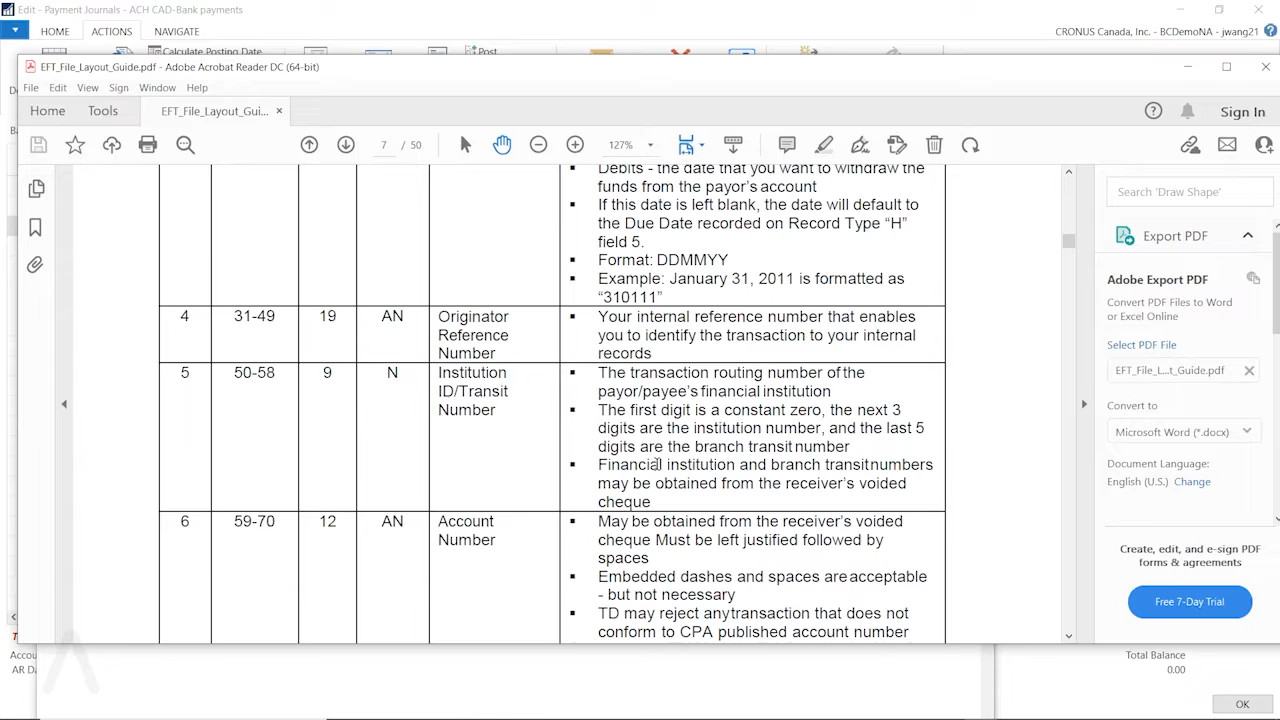 Edit - Payment Journals - ACH CAD-Bank payments
HOME ACTIONS NAVIGATE
CRONUS Canada, Inc. - BCDemoNA - jwang21
Calculate Posting Date
Post
EFT_File_Layout_Guide.pdf - Adobe Acrobat Reader DC (64-bit)
File Edit View Sign Window Help
Home Tools EFT_File_Layout_Gui... ×
Sign In
7 / 50
127%
Debits - the date that you want to withdraw the
funds from the payor's account
▪ If this date is left blank, the date will default to
the Due Date recorded on Record Type “H”
field 5.
▪ Format: DDMMYY
▪ Example: January 31, 2011 is formatted as
“310111”
4 31-49 19 AN Originator Reference Number
▪ Your internal reference number that enables
you to identify the transaction to your internal
records
5 50-58 9 N Institution ID/Transit Number
▪ The transaction routing number of the
payor/payee's financial institution
▪ The first digit is a constant zero, the next 3
digits are the institution number, and the last 5
digits are the branch transit number
▪ Financial institution and branch transit numbers
may be obtained from the receiver's voided
cheque
6 59-70 12 AN Account Number
▪ May be obtained from the receiver's voided
cheque Must be left justified followed by
spaces
▪ Embedded dashes and spaces are acceptable
- but not necessary
▪ TD may reject any transaction that does not
conform to CPA published account number
Search 'Draw Shape'
Export PDF
Adobe Export PDF
Convert PDF Files to Word
or Excel Online
Select PDF File
EFT_File_L...t_Guide.pdf
Convert to
Microsoft Word (*.docx)
Document Language:
English (U.S.) Change
Create, edit, and e-sign PDF
forms & agreements
Free 7-Day Trial
Accou
AR Da
Total Balance
0.00
OK